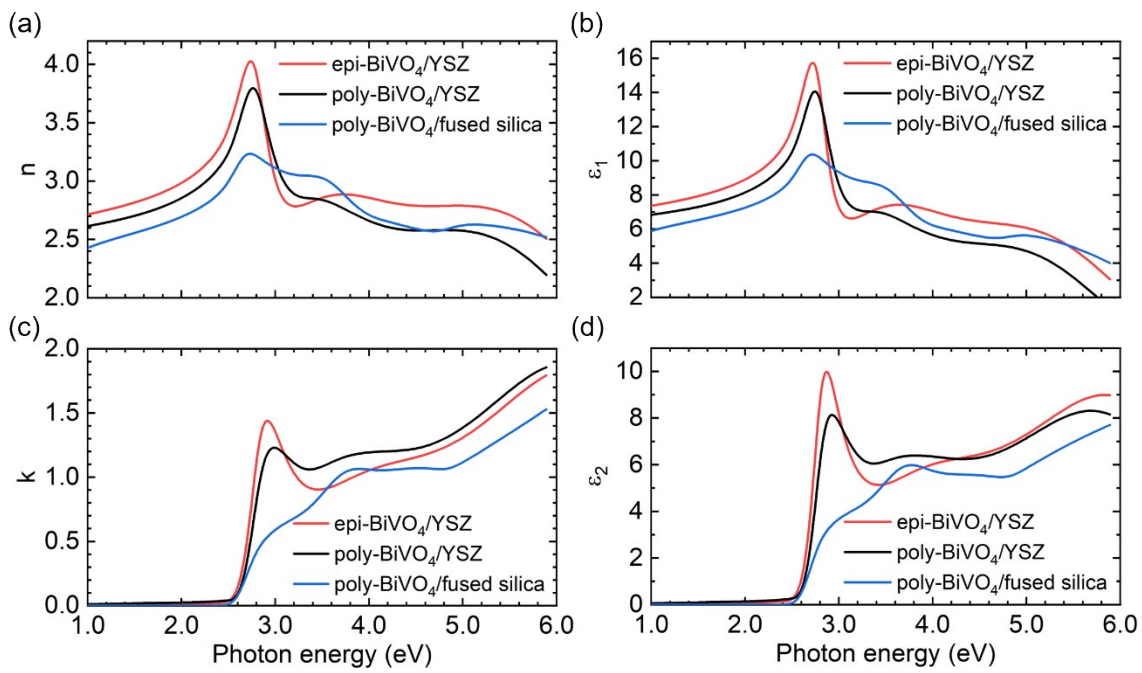 (a)
n
4.0
3.5
3.0
2.5
2.0
epi-BiVO₄/YSZ
poly-BiVO₄/YSZ
poly-BiVO₄/fused silica
(b)
ε₁
16
14
12
10
8
6
4
2
epi-BiVO₄/YSZ
poly-BiVO₄/YSZ
poly-BiVO₄/fused silica
(c)
k
2.0
1.5
1.0
0.5
0.0
epi-BiVO₄/YSZ
poly-BiVO₄/YSZ
poly-BiVO₄/fused silica
1.0 2.0 3.0 4.0 5.0 6.0
Photon energy (eV)
(d)
ε₂
10
8
6
4
2
0
epi-BiVO₄/YSZ
poly-BiVO₄/YSZ
poly-BiVO₄/fused silica
1.0 2.0 3.0 4.0 5.0 6.0
Photon energy (eV)